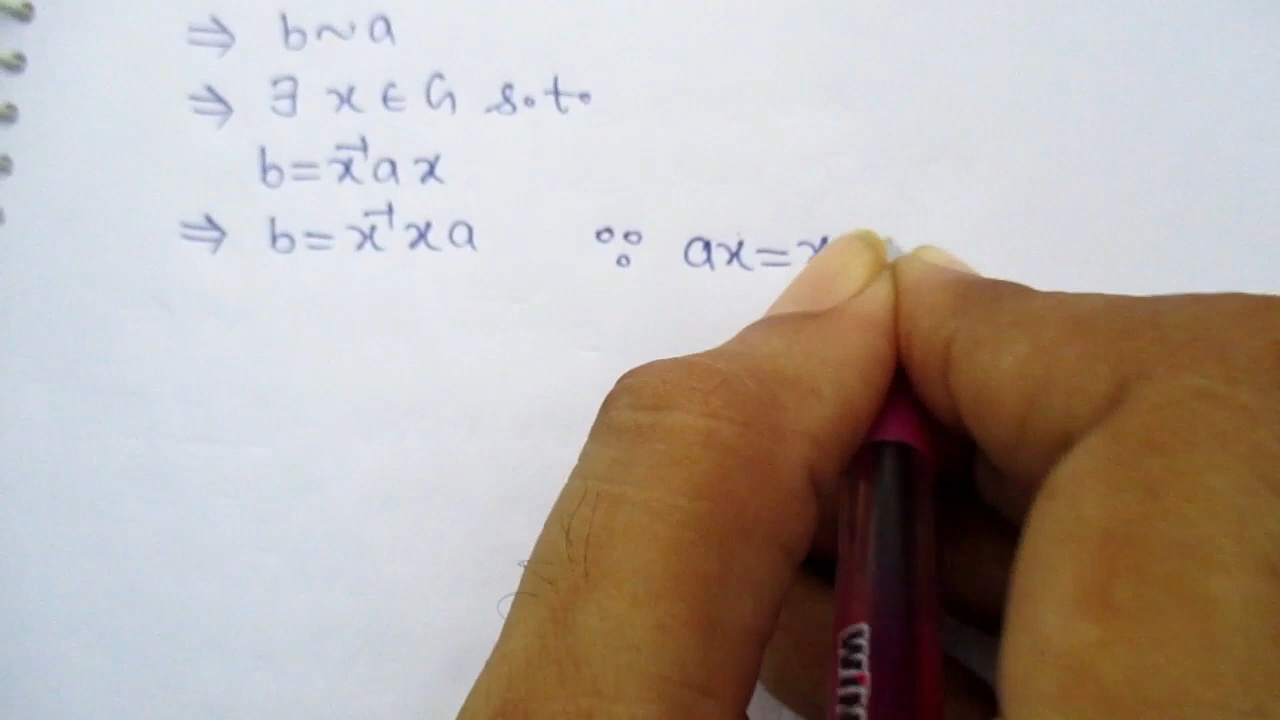 ⇒ b~a
⇒ ∃ x ∈ G s.t.
b = x⁻¹ a x
⇒ b = x⁻¹ x a ∵ ax = x